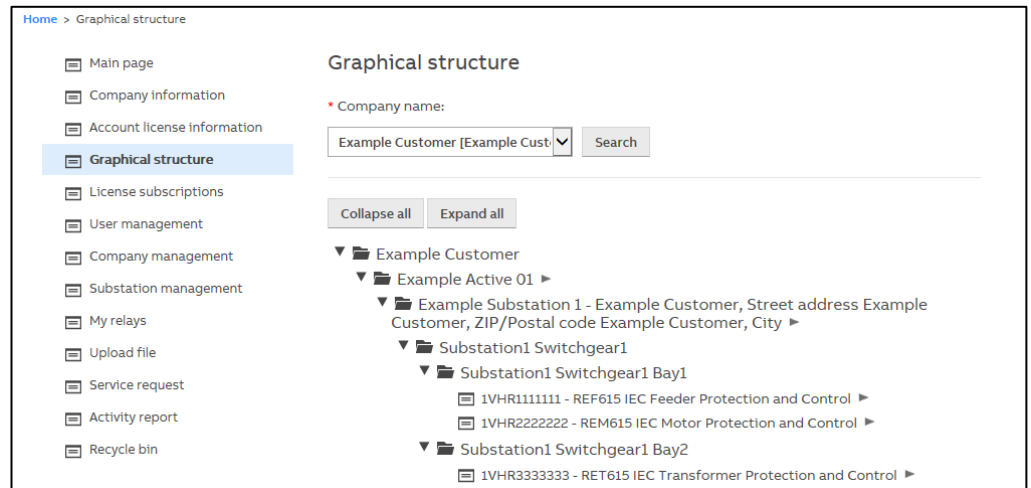 Home > Graphical structure
Main page
Company information
Account license information
Graphical structure
License subscriptions
User management
Company management
Substation management
My relays
Upload file
Service request
Activity report
Recycle bin
Graphical structure
* Company name:
Example Customer [Example Cust
Search
Collapse all
Expand all
Example Customer
Example Active 01
Example Substation 1 - Example Customer, Street address Example
Customer, ZIP/Postal code Example Customer, City
Substation1 Switchgear1
Substation1 Switchgear1 Bay1
1VHR1111111 - REF615 IEC Feeder Protection and Control
1VHR2222222 - REM615 IEC Motor Protection and Control
Substation1 Switchgear1 Bay2
1VHR3333333 - RET615 IEC Transformer Protection and Control